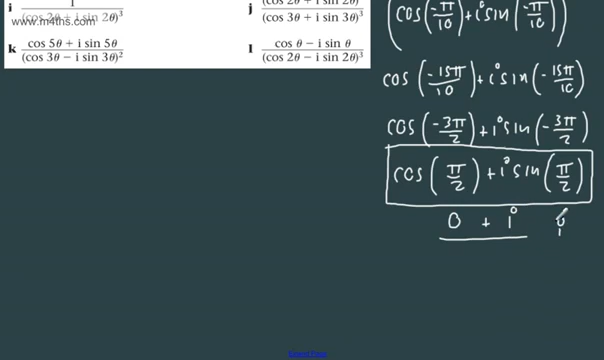 i 1 / (cos 2θ + i sin 2θ)³
www.m4ths.com
j (cos 2θ + i sin 2θ) / (cos 3θ + i sin 3θ)³
k (cos 5θ + i sin 5θ) / (cos 3θ − i sin 3θ)²
l (cos θ − i sin θ) / (cos 2θ − i sin 2θ)³
(cos(-π/10) + i sin(-π/10))
cos(-15π/10) + i sin(-15π/10)
cos(-3π/2) + i sin(-3π/2)
cos(π/2) + i sin(π/2)
0 + i